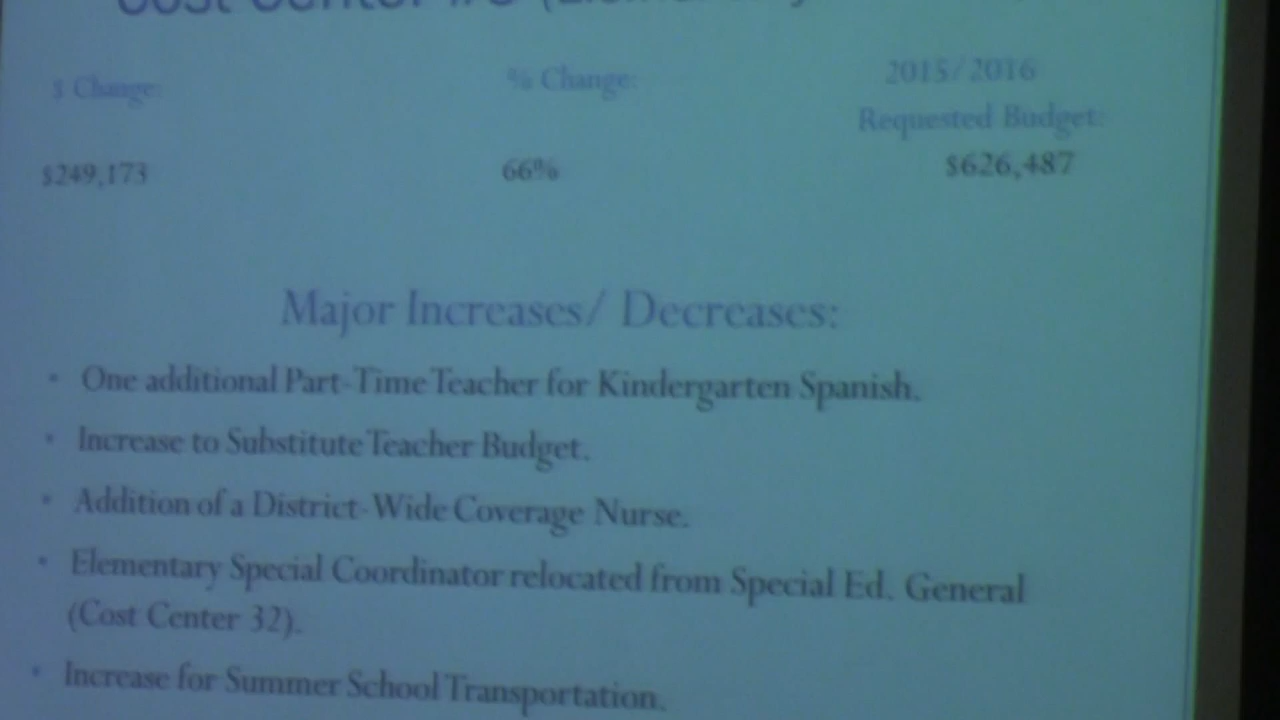 Cost Center
$ Change:
% Change:
2015/2016
Requested Budget:
$249,173
66%
$626,487
Major Increases/ Decreases:
• One additional Part-Time Teacher for Kindergarten Spanish.
• Increase to Substitute Teacher Budget.
• Addition of a District-Wide Coverage Nurse.
• Elementary Special Coordinator relocated from Special Ed. General
(Cost Center 32).
• Increase for Summer School Transportation.